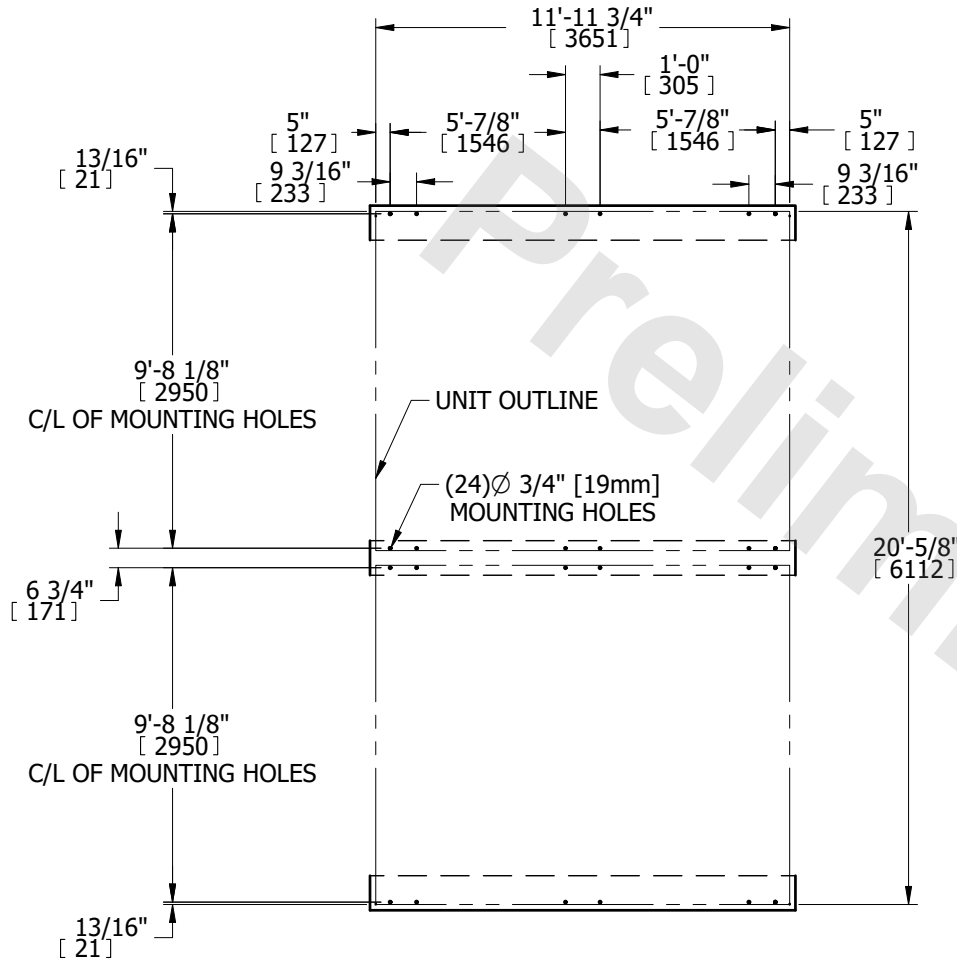 11'-11 3/4"
[ 3651 ]
1'-0"
[ 305 ]
5"
[ 127 ]
5'-7/8"
[ 1546 ]
5'-7/8"
[ 1546 ]
5"
[ 127 ]
13/16"
[ 21 ]
9 3/16"
[ 233 ]
9 3/16"
[ 233 ]
9'-8 1/8"
[ 2950 ]
C/L OF MOUNTING HOLES
UNIT OUTLINE
(24)Ø 3/4" [19mm]
MOUNTING HOLES
20'-5/8"
[ 6112 ]
6 3/4"
[ 171 ]
9'-8 1/8"
[ 2950 ]
C/L OF MOUNTING HOLES
13/16"
[ 21 ]
Prelim